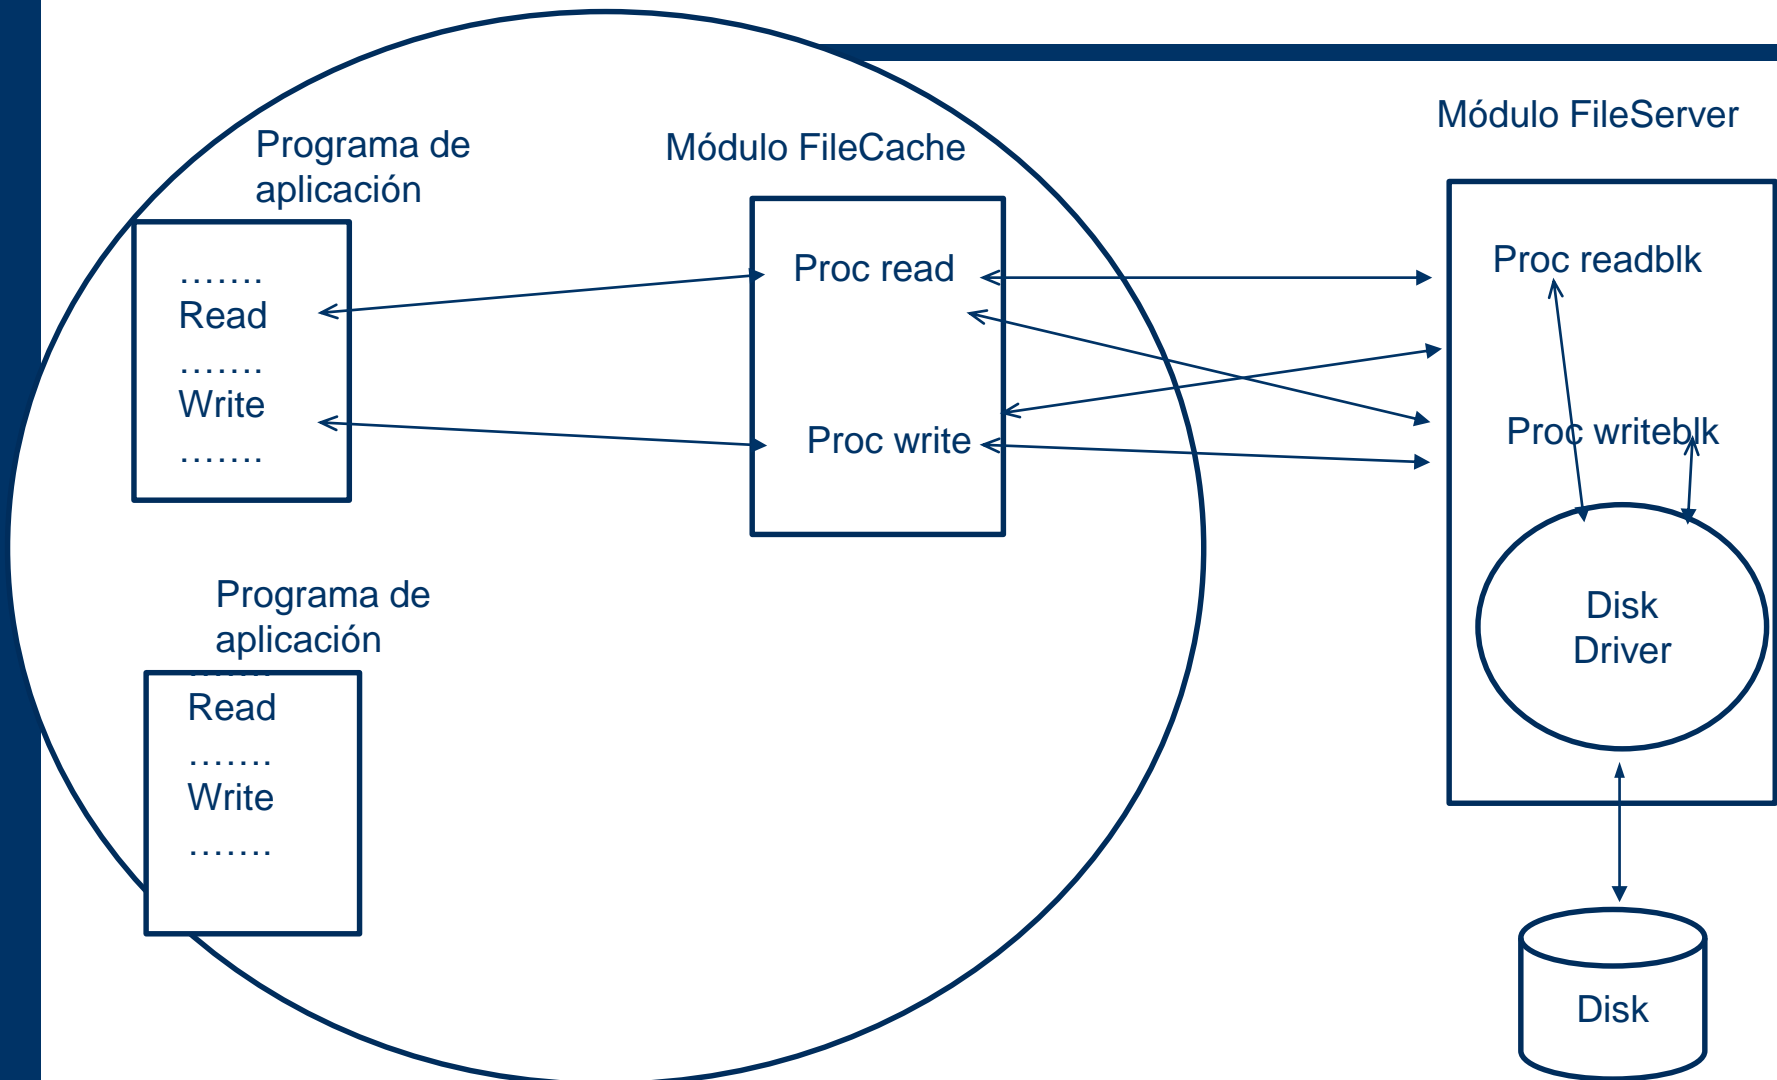 Programa de
aplicación
.......
Read
.......
Write
.......
Módulo FileCache
Proc read
Proc write
Módulo FileServer
Proc readblk
Proc writeblk
Disk
Driver
Disk
Programa de
aplicación
.......
Read
.......
Write
.......